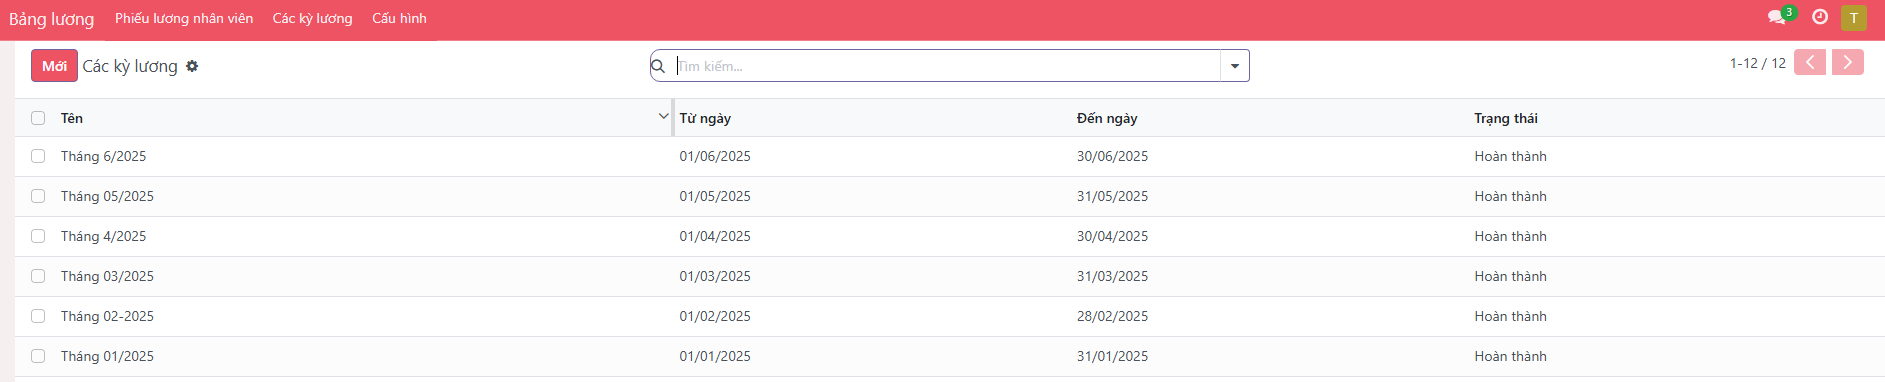 Bảng lương Phiếu lương nhân viên Các kỳ lương Cấu hình 3 T
Mới Các kỳ lương Tìm kiếm... 1-12 / 12
Tên Từ ngày Đến ngày Trạng thái
Tháng 6/2025 01/06/2025 30/06/2025 Hoàn thành
Tháng 05/2025 01/05/2025 31/05/2025 Hoàn thành
Tháng 4/2025 01/04/2025 30/04/2025 Hoàn thành
Tháng 03/2025 01/03/2025 31/03/2025 Hoàn thành
Tháng 02-2025 01/02/2025 28/02/2025 Hoàn thành
Tháng 01/2025 01/01/2025 31/01/2025 Hoàn thành